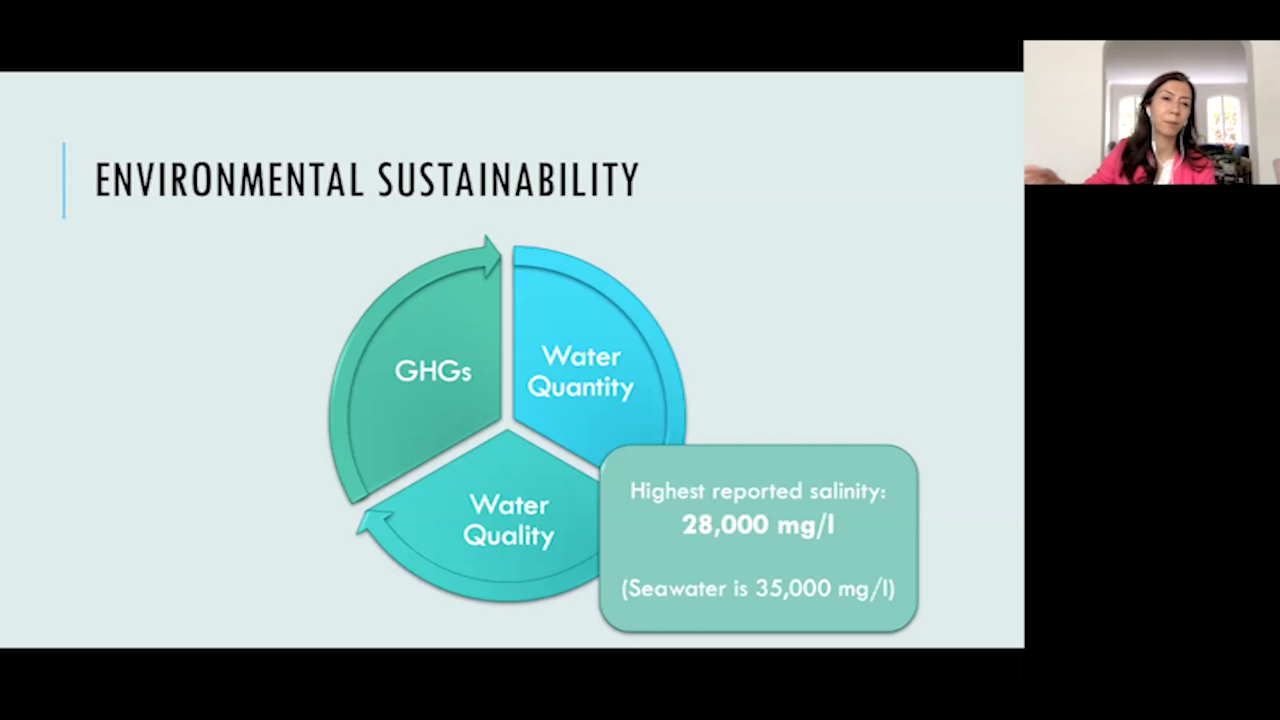 ENVIRONMENTAL SUSTAINABILITY
GHGs
Water
Quantity
Water
Quality
Highest reported salinity:
28,000 mg/l
(Seawater is 35,000 mg/l)